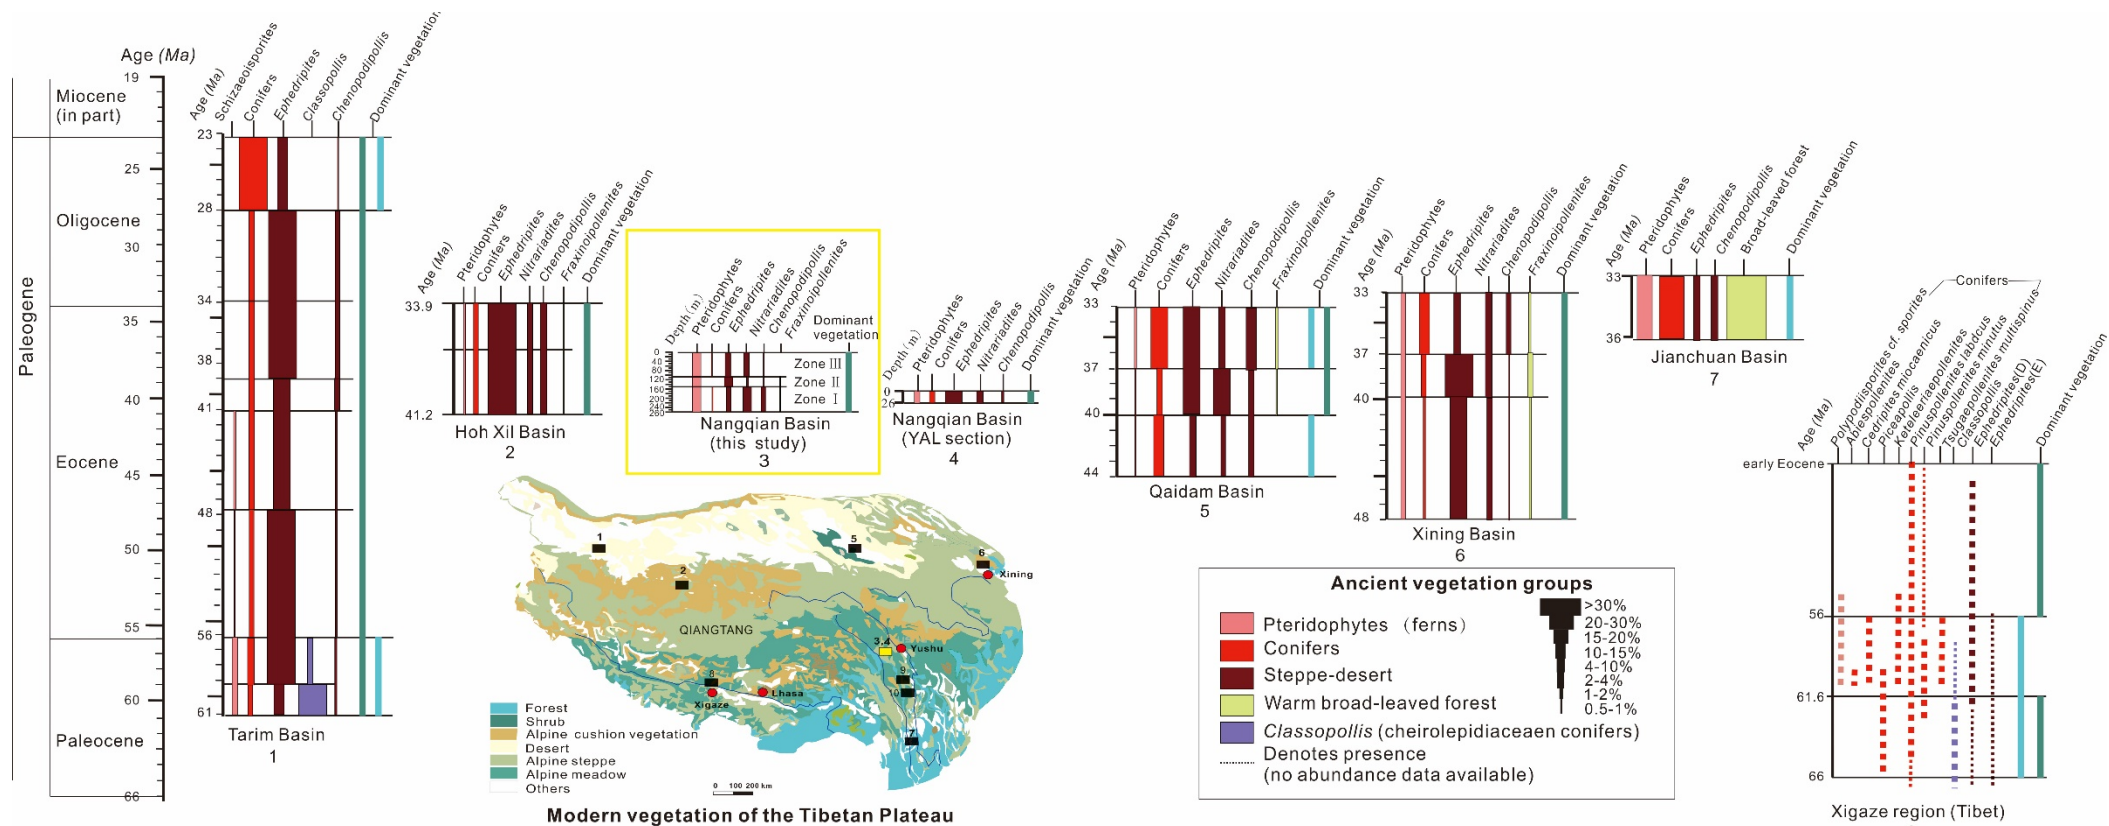 Age (Ma)
19
Miocene
(in part)
25
Oligocene
30
35
Paleogene
40
Eocene
45
50
55
60
Paleocene
66
Age (Ma)
Schizaeoisporites
Conifers
Ephedripites
Classopollis
Chenopodipollis
Dominant vegetation
23
28
34
38
41
48
56
61
Tarim Basin
1
Age (Ma)
Pteridophytes
Conifers
Ephedripites
Nitrariadites
Chenopodipollis
Fraxinoipollenites
Dominant vegetation
33.9
41.2
Hoh Xil Basin
2
Depth(m)
Pteridophytes
Conifers
Ephedripites
Nitrariadites
Chenopodipollis
Fraxinoipollenites
Dominant
vegetation
0
40
80
120
160
200
240
260
Zone III
Zone II
Zone I
Nangqian Basin
(this study)
3
Depth(m)
Pteridophytes
Conifers
Ephedripites
Nitrariadites
Chenopodipollis
Dominant vegetation
0
26
Nangqian Basin
(YAL section)
4
Age (Ma)
Pteridophytes
Conifers
Ephedripites
Nitrariadites
Chenopodipollis
Fraxinoipollenites
Dominant vegetation
33
37
40
44
Qaidam Basin
5
Age (Ma)
Pteridophytes
Conifers
Ephedripites
Nitrariadites
Chenopodipollis
Fraxinoipollenites
Dominant vegetation
33
37
40
48
Xining Basin
6
Age (Ma)
Pteridophytes
Conifers
Ephedripites
Chenopodipollis
Broad-leaved forest
Dominant vegetation
33
36
Jianchuan Basin
7
Conifers
Age (Ma)
Polypodiisporites cf. sporites
Abiespollenites
Cedripites miocaenicus
Piceapollis
Keteleeriaepollenites
Pinuspollenites labdcus
Pinuspollenites minutus
Tsugaepollenites multispinus
Classopollis
Ephedripites(D)
Ephedripites(E)
Dominant vegetation
early Eocene
56
61.6
66
Xigaze region (Tibet)
1
2
5
6
Xining
QIANGTANG
3.4
Yushu
8
9
10
Lhasa
Xigaze
7
Forest
Shrub
Alpine cushion vegetation
Desert
Alpine steppe
Alpine meadow
Others
0 100 200 km
Modern vegetation of the Tibetan Plateau
Ancient vegetation groups
Pteridophytes (ferns)
Conifers
Steppe-desert
Warm broad-leaved forest
Classopollis (cheirolepidiaceaen conifers)
Denotes presence
(no abundance data available)
>30%
20-30%
15-20%
10-15%
4-10%
2-4%
1-2%
0.5-1%